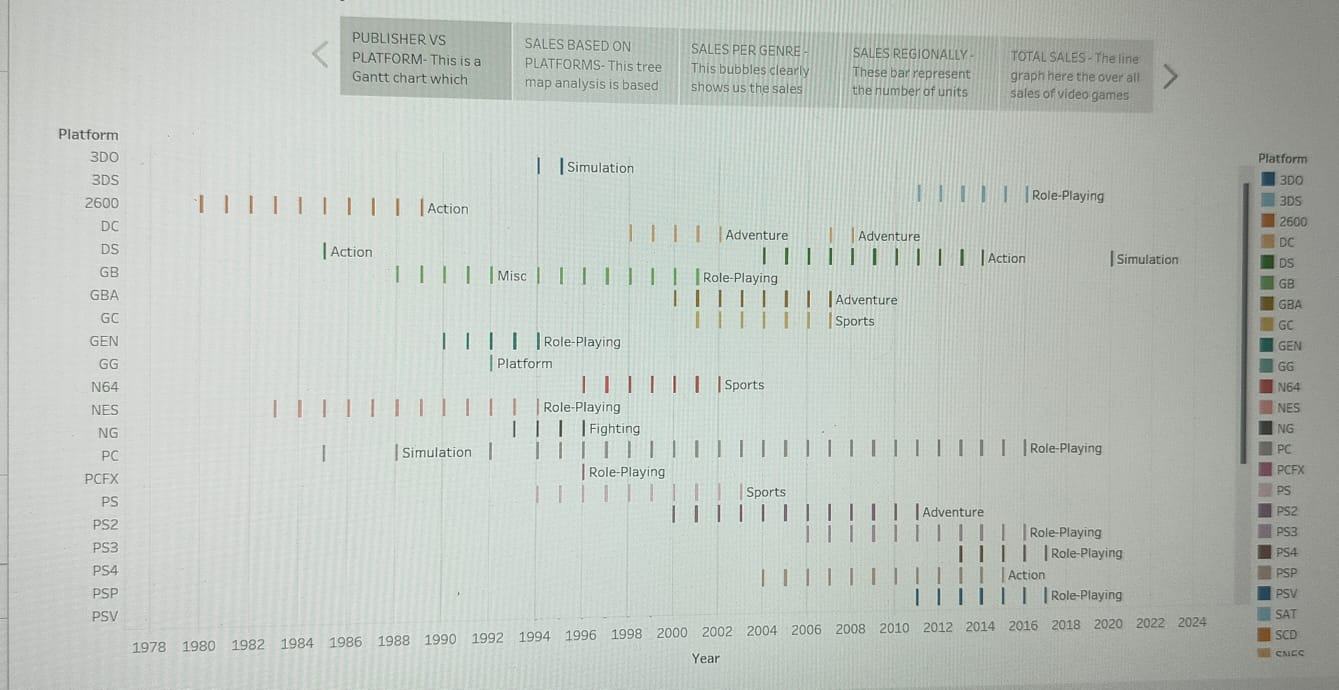 PUBLISHER VS
PLATFORM- This is a
Gantt chart which
SALES BASED ON
PLATFORMS- This tree
map analysis is based
SALES PER GENRE -
This bubbles clearly
shows us the sales
SALES REGIONALLY -
These bar represent
the number of units
TOTAL SALES - The line
graph here the over all
sales of video games
Platform
3DO
Simulation
3DS
Role-Playing
2600
Action
DC
Adventure
Adventure
DS
Action
Action
Simulation
GB
Misc
Role-Playing
GBA
Adventure
GC
Sports
GEN
Role-Playing
GG
Platform
N64
Sports
NES
Role-Playing
NG
Fighting
PC
Simulation
Role-Playing
PCFX
Role-Playing
PS
Sports
PS2
Adventure
PS3
Role-Playing
PS4
Role-Playing
PSP
Action
PSV
Role-Playing
1978 1980 1982 1984 1986 1988 1990 1992 1994 1996 1998 2000 2002 2004 2006 2008 2010 2012 2014 2016 2018 2020 2022 2024
Year
Platform
3DO
3DS
2600
DC
DS
GB
GBA
GC
GEN
GG
N64
NES
NG
PC
PCFX
PS
PS2
PS3
PS4
PSP
PSV
SAT
SCD